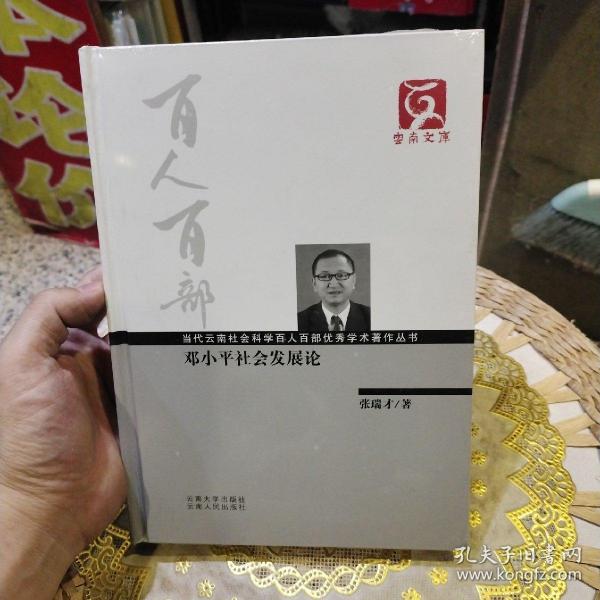 百人百部
雲南文庫
当代云南社会科学百人百部优秀学术著作丛书
邓小平社会发展论
张瑞才/著
云南大学出版社
云南人民出版社
论
孔夫子旧书网
www.kongfz.com